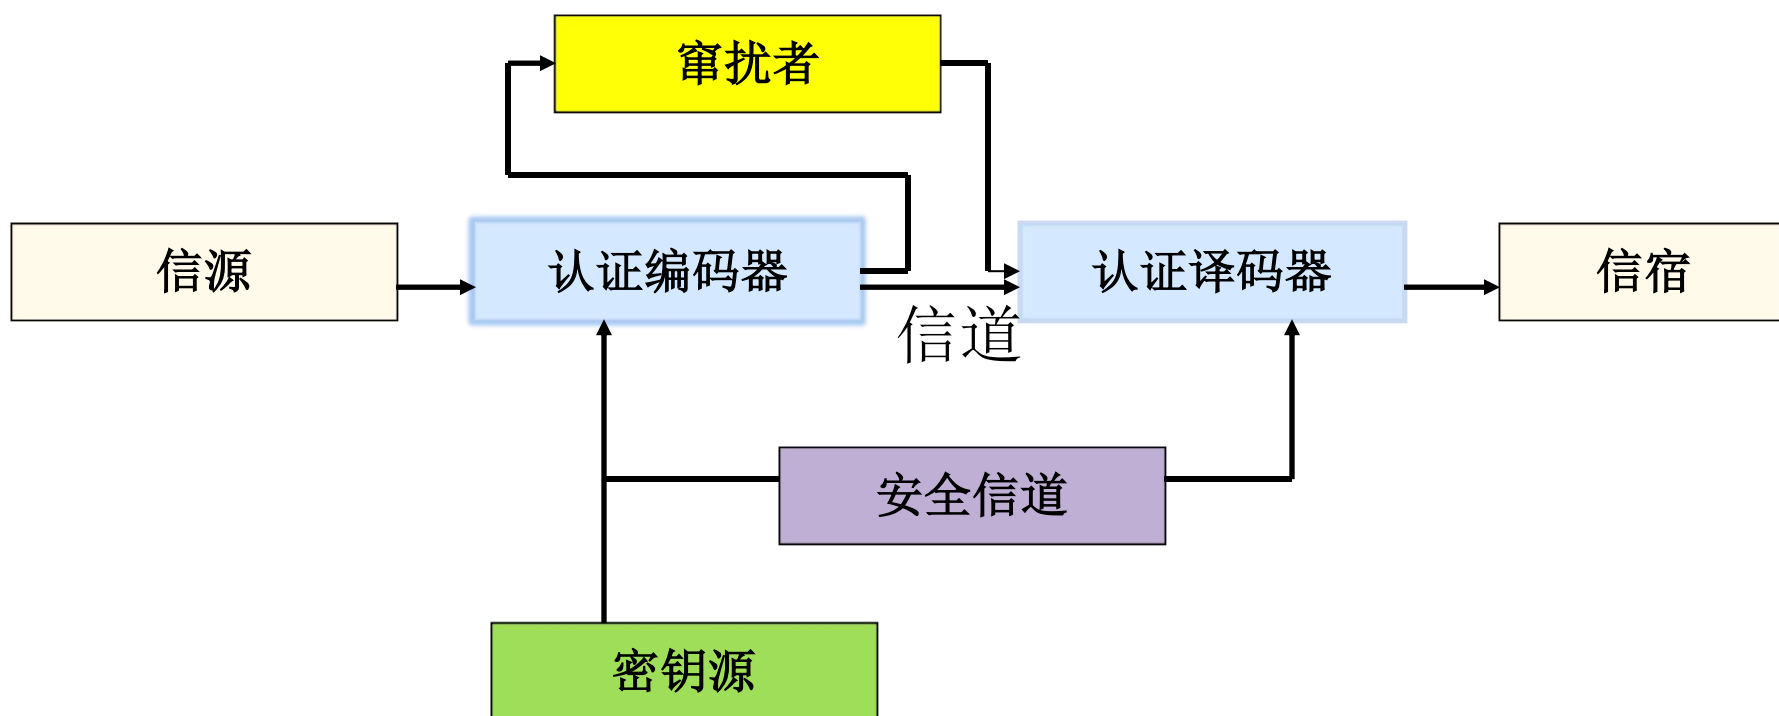 窜扰者
信源
认证编码器
认证译码器
信宿
信道
安全信道
密钥源